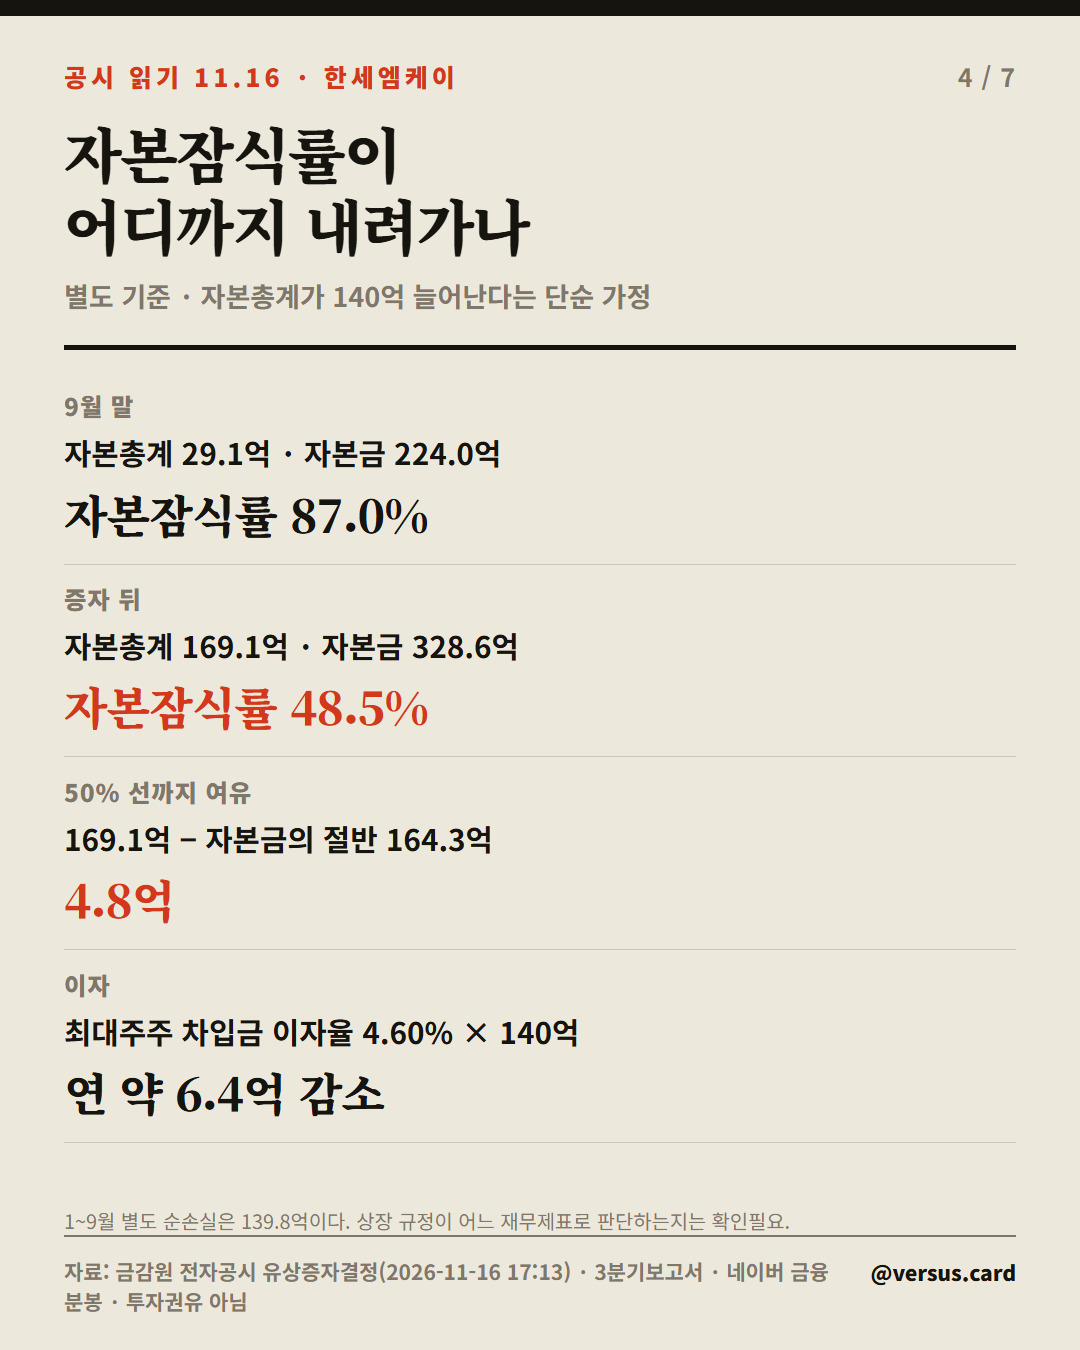 공시 읽기 11.16 · 한세엠케이
4 / 7
자본잠식률이
어디까지 내려가나
별도 기준 · 자본총계가 140억 늘어난다는 단순 가정
9월 말
자본총계 29.1억 · 자본금 224.0억
자본잠식률 87.0%
증자 뒤
자본총계 169.1억 · 자본금 328.6억
자본잠식률 48.5%
50% 선까지 여유
169.1억 − 자본금의 절반 164.3억
4.8억
이자
최대주주 차입금 이자율 4.60% × 140억
연 약 6.4억 감소
1~9월 별도 순손실은 139.8억이다. 상장 규정이 어느 재무제표로 판단하는지는 확인필요.
자료: 금감원 전자공시 유상증자결정(2026-11-16 17:13) · 3분기보고서 · 네이버 금융
분봉 · 투자권유 아님
@versus.card